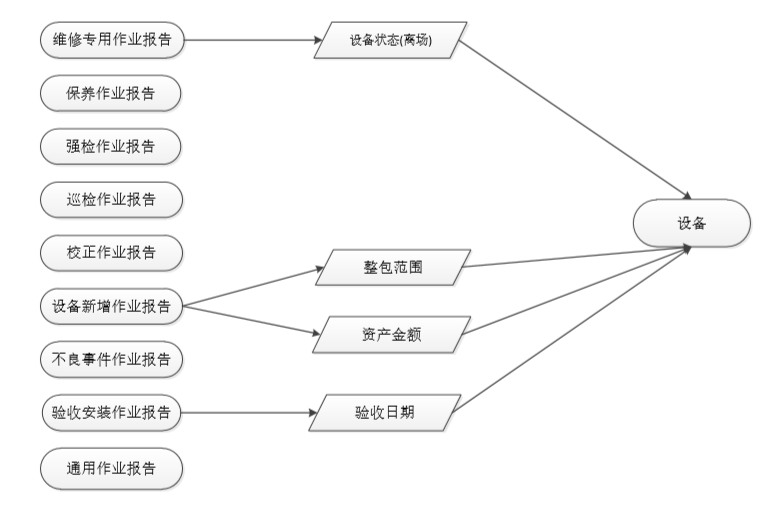 维修专用作业报告
设备状态(离场)
保养作业报告
强检作业报告
巡检作业报告
设备
校正作业报告
整包范围
设备新增作业报告
资产金额
不良事件作业报告
验收安装作业报告
验收日期
通用作业报告